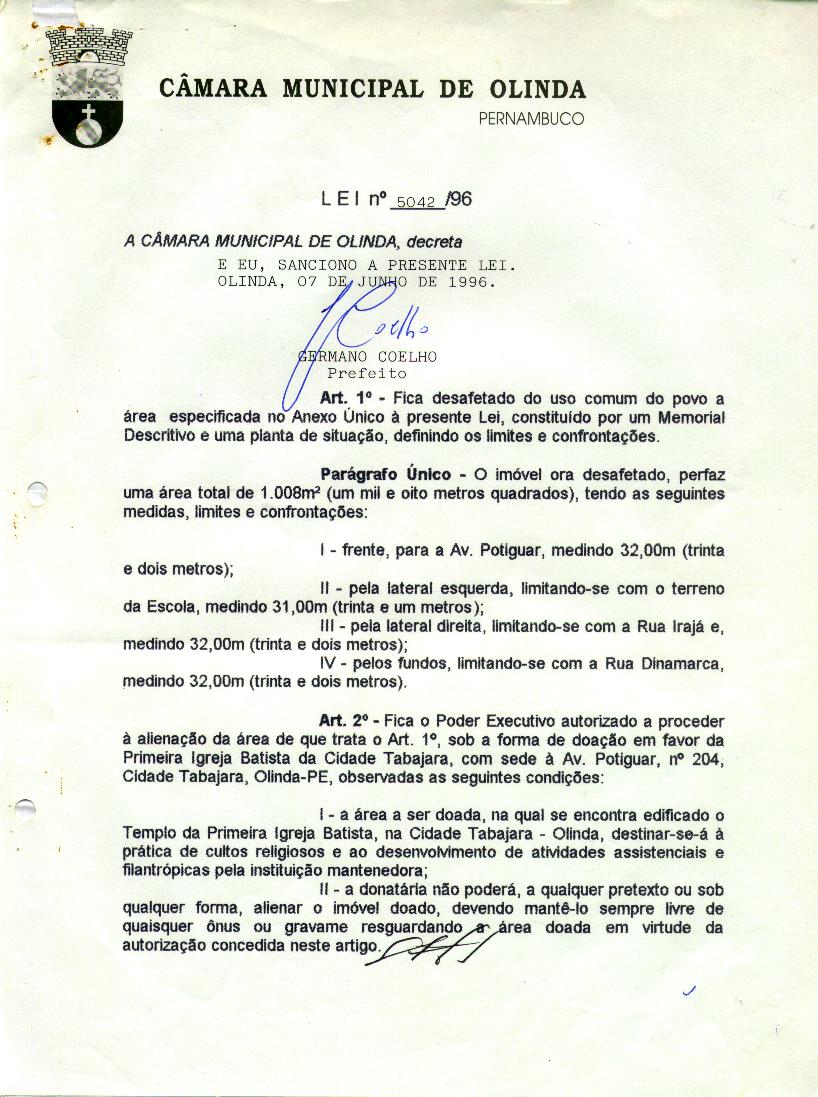 CÂMARA MUNICIPAL DE OLINDA
PERNAMBUCO
LEI nº 5042 /96
A CÂMARA MUNICIPAL DE OLINDA, decreta
E EU, SANCIONO A PRESENTE LEI.
OLINDA, 07 DE JUNHO DE 1996.
J Coelho
GERMANO COELHO
Prefeito
Art. 1º - Fica desafetado do uso comum do povo a
área especificada no Anexo Único à presente Lei, constituído por um Memorial
Descritivo e uma planta de situação, definindo os limites e confrontações.
Parágrafo Único - O imóvel ora desafetado, perfaz
uma área total de 1.008m² (um mil e oito metros quadrados), tendo as seguintes
medidas, limites e confrontações:
I - frente, para a Av. Potiguar, medindo 32,00m (trinta
e dois metros);
II - pela lateral esquerda, limitando-se com o terreno
da Escola, medindo 31,00m (trinta e um metros);
III - pela lateral direita, limitando-se com a Rua Irajá e,
medindo 32,00m (trinta e dois metros);
IV - pelos fundos, limitando-se com a Rua Dinamarca,
medindo 32,00m (trinta e dois metros).
Art. 2º - Fica o Poder Executivo autorizado a proceder
à alienação da área de que trata o Art. 1º, sob a forma de doação em favor da
Primeira Igreja Batista da Cidade Tabajara, com sede à Av. Potiguar, nº 204,
Cidade Tabajara, Olinda-PE, observadas as seguintes condições:
I - a área a ser doada, na qual se encontra edificado o
Templo da Primeira Igreja Batista, na Cidade Tabajara - Olinda, destinar-se-á à
prática de cultos religiosos e ao desenvolvimento de atividades assistenciais e
filantrópicas pela instituição mantenedora;
II - a donatária não poderá, a qualquer pretexto ou sob
qualquer forma, alienar o imóvel doado, devendo mantê-lo sempre livre de
quaisquer ônus ou gravame resguardando a área doada em virtude da
autorização concedida neste artigo.